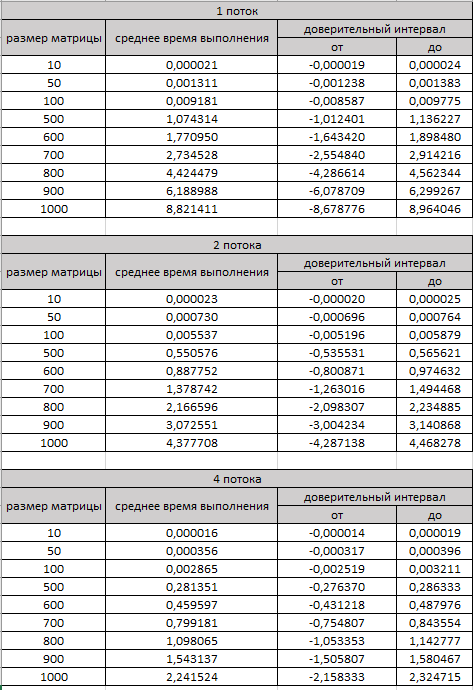 1 поток
размер матрицы среднее время выполнения доверительный интервал
от до
10 0,000021 -0,000019 0,000024
50 0,001311 -0,001238 0,001383
100 0,009181 -0,008587 0,009775
500 1,074314 -1,012401 1,136227
600 1,770950 -1,643420 1,898480
700 2,734528 -2,554840 2,914216
800 4,424479 -4,286614 4,562344
900 6,188988 -6,078709 6,299267
1000 8,821411 -8,678776 8,964046
2 потока
размер матрицы среднее время выполнения доверительный интервал
от до
10 0,000023 -0,000020 0,000025
50 0,000730 -0,000696 0,000764
100 0,005537 -0,005196 0,005879
500 0,550576 -0,535531 0,565621
600 0,887752 -0,800871 0,974632
700 1,378742 -1,263016 1,494468
800 2,166596 -2,098307 2,234885
900 3,072551 -3,004234 3,140868
1000 4,377708 -4,287138 4,468278
4 потока
размер матрицы среднее время выполнения доверительный интервал
от до
10 0,000016 -0,000014 0,000019
50 0,000356 -0,000317 0,000396
100 0,002865 -0,002519 0,003211
500 0,281351 -0,276370 0,286333
600 0,459597 -0,431218 0,487976
700 0,799181 -0,754807 0,843554
800 1,098065 -1,053353 1,142777
900 1,543137 -1,505807 1,580467
1000 2,241524 -2,158333 2,324715